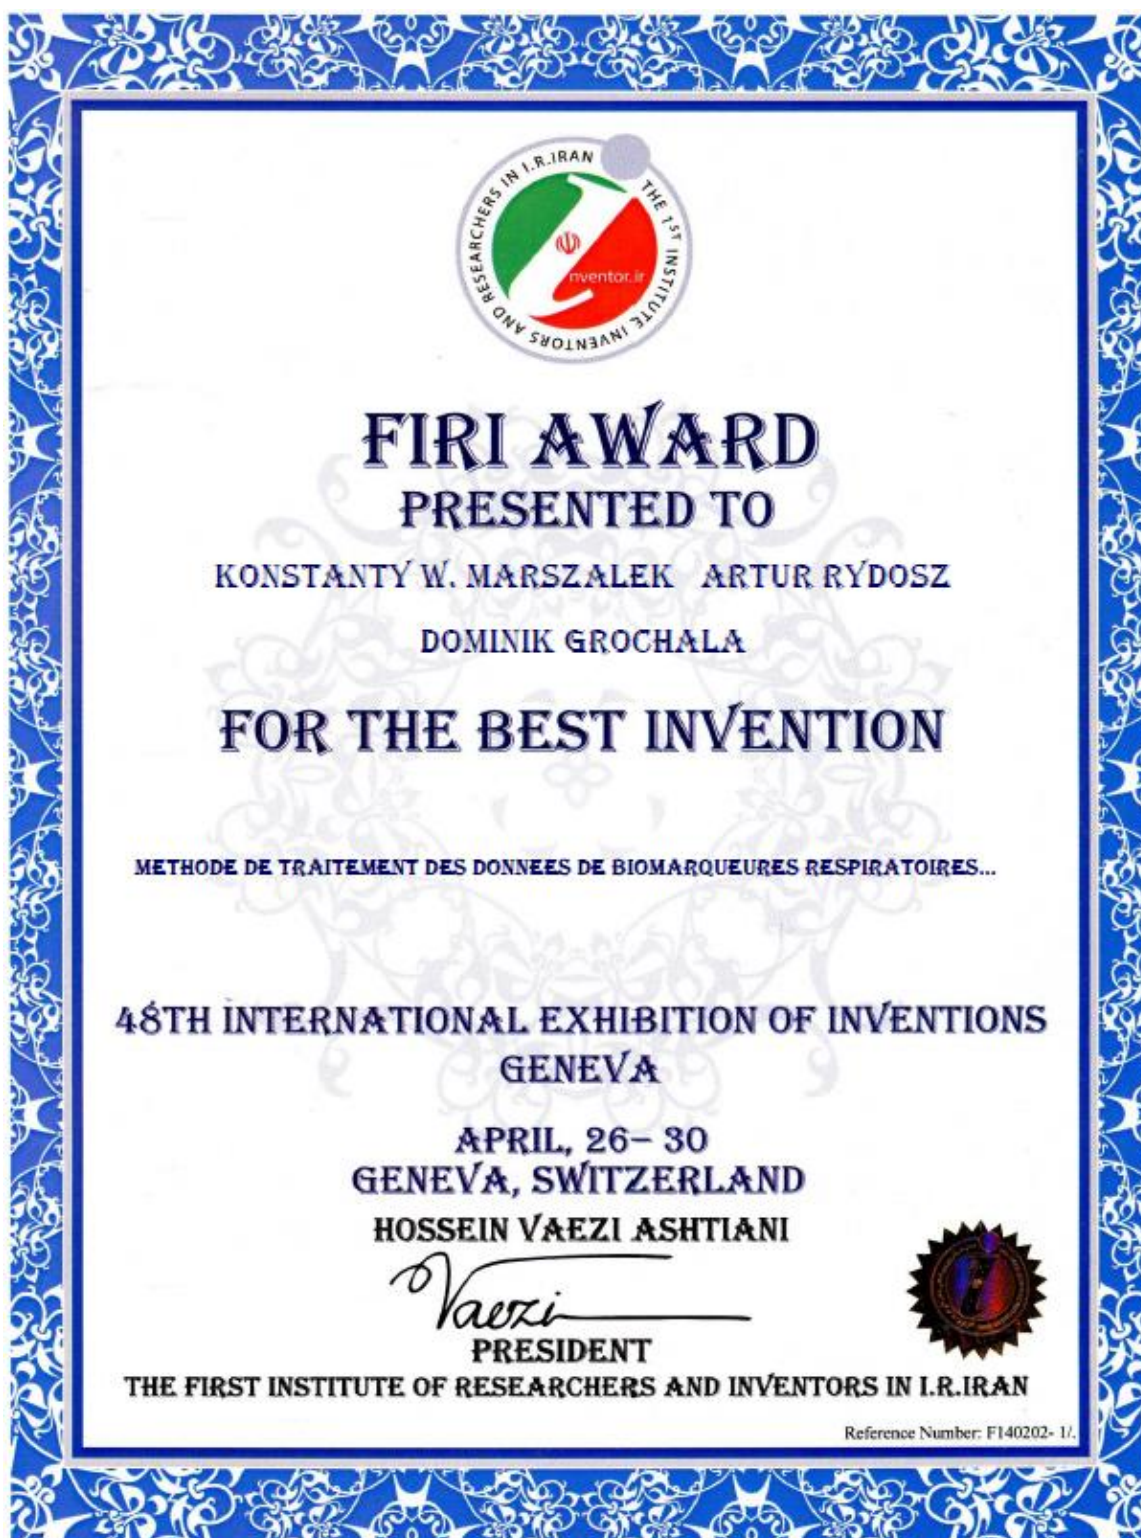 THE 1ST INSTITUTE INVENTORS AND RESEARCHERS IN I.R.IRAN
nventor.ir
FIRI AWARD
PRESENTED TO
KONSTANTY W. MARSZALEK ARTUR RYDOSZ
DOMINIK GROCHALA
FOR THE BEST INVENTION
METHODE DE TRAITEMENT DES DONNEES DE BIOMARQUEURES RESPIRATOIRES...
48TH INTERNATIONAL EXHIBITION OF INVENTIONS
GENEVA
APRIL, 26– 30
GENEVA, SWITZERLAND
HOSSEIN VAEZI ASHTIANI
Vaezi
PRESIDENT
THE FIRST INSTITUTE OF RESEARCHERS AND INVENTORS IN I.R.IRAN
Reference Number: F140202- 1/.